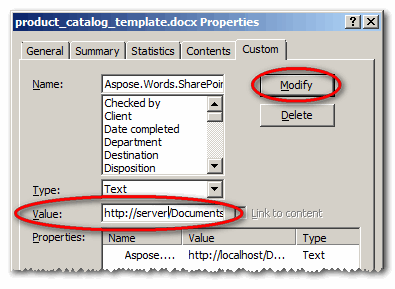 product_catalog_template.docx Properties
General Summary Statistics Contents Custom
Name: Aspose.Words.SharePoin Modify
Checked by
Client Delete
Date completed
Department
Destination
Disposition
Type: Text
Value: http://server/Documents Link to content
Properties: Name Value Type
Aspose.... http://localhost/D... Text